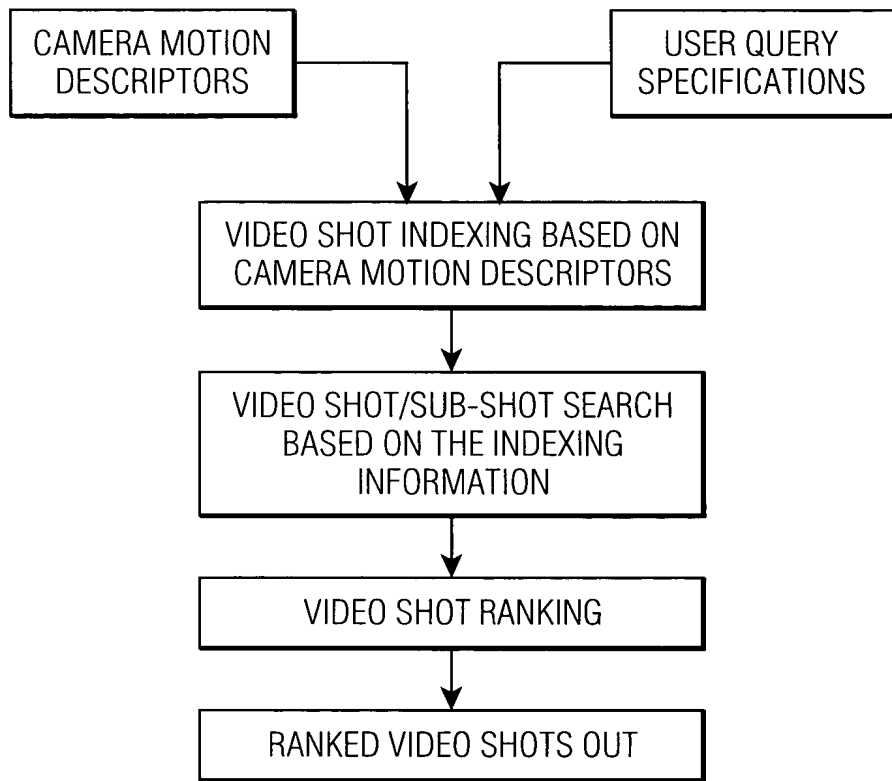 CAMERA MOTION
DESCRIPTORS
USER QUERY
SPECIFICATIONS
VIDEO SHOT INDEXING BASED ON
CAMERA MOTION DESCRIPTORS
VIDEO SHOT/SUB-SHOT SEARCH
BASED ON THE INDEXING
INFORMATION
VIDEO SHOT RANKING
RANKED VIDEO SHOTS OUT